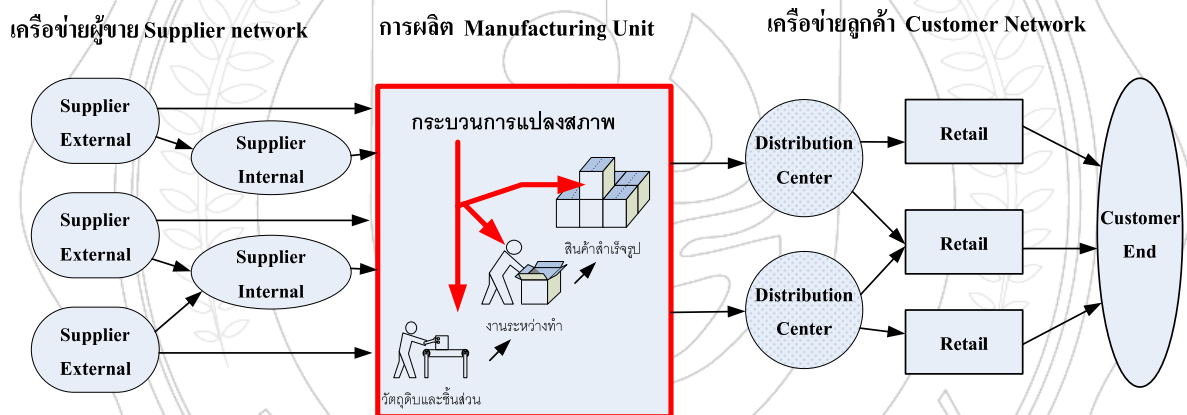 เครือข่ายผู้ขาย Supplier network
การผลิต Manufacturing Unit
เครือข่ายลูกค้า Customer Network
Supplier
External
Supplier
Internal
Supplier
External
Supplier
Internal
Supplier
External
กระบวนการแปลงสภาพ
สินค้าสำเร็จรูป
งานระหว่างทำ
วัตถุดิบและชิ้นส่วน
Distribution
Center
Distribution
Center
Retail
Retail
Retail
Customer
End